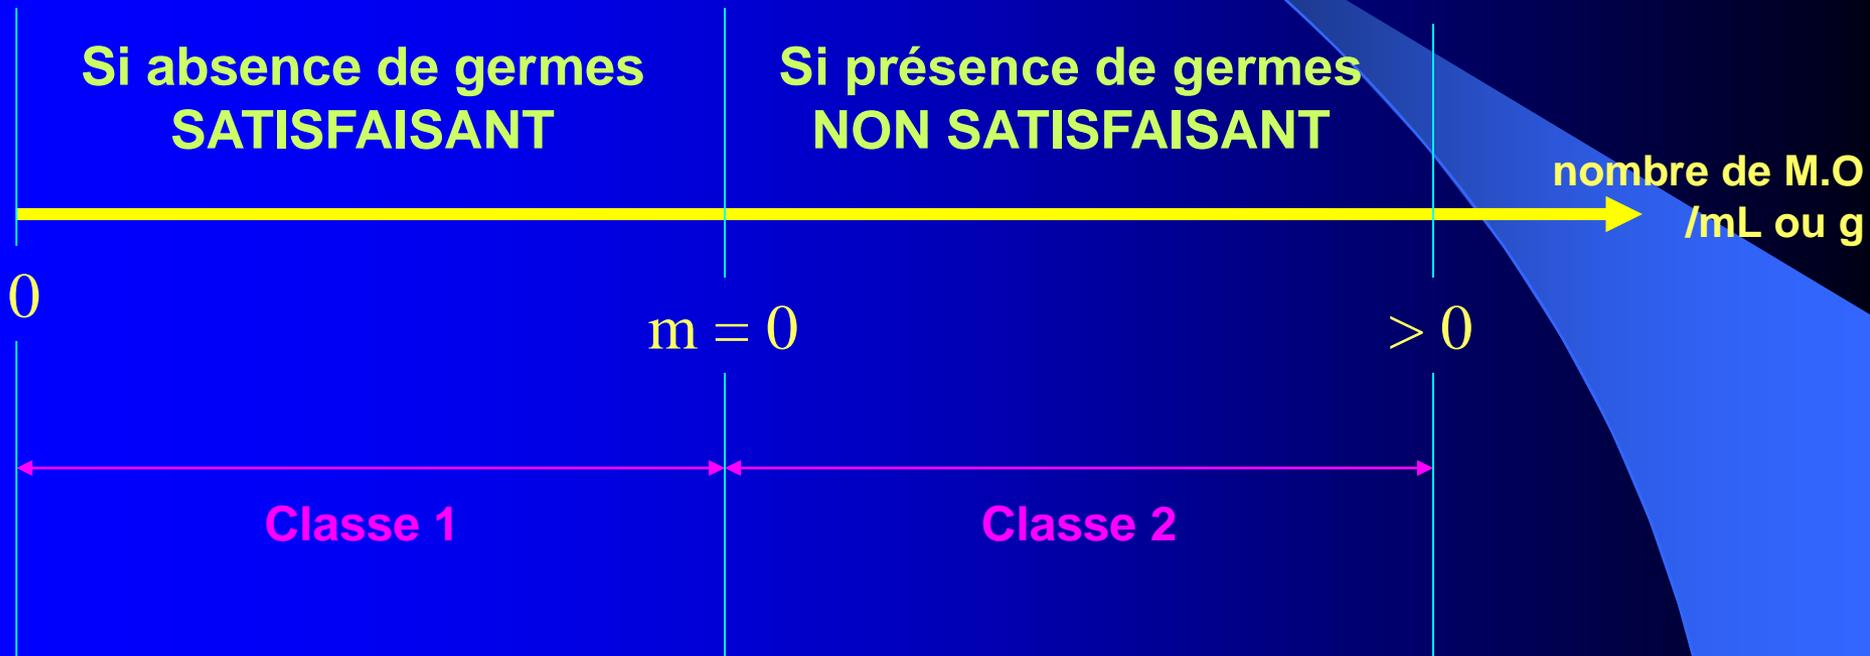 Si absence de germes
SATISFAISANT
Si présence de germes
NON SATISFAISANT
nombre de M.O
/mL ou g
0
m = 0
> 0
Classe 1
Classe 2